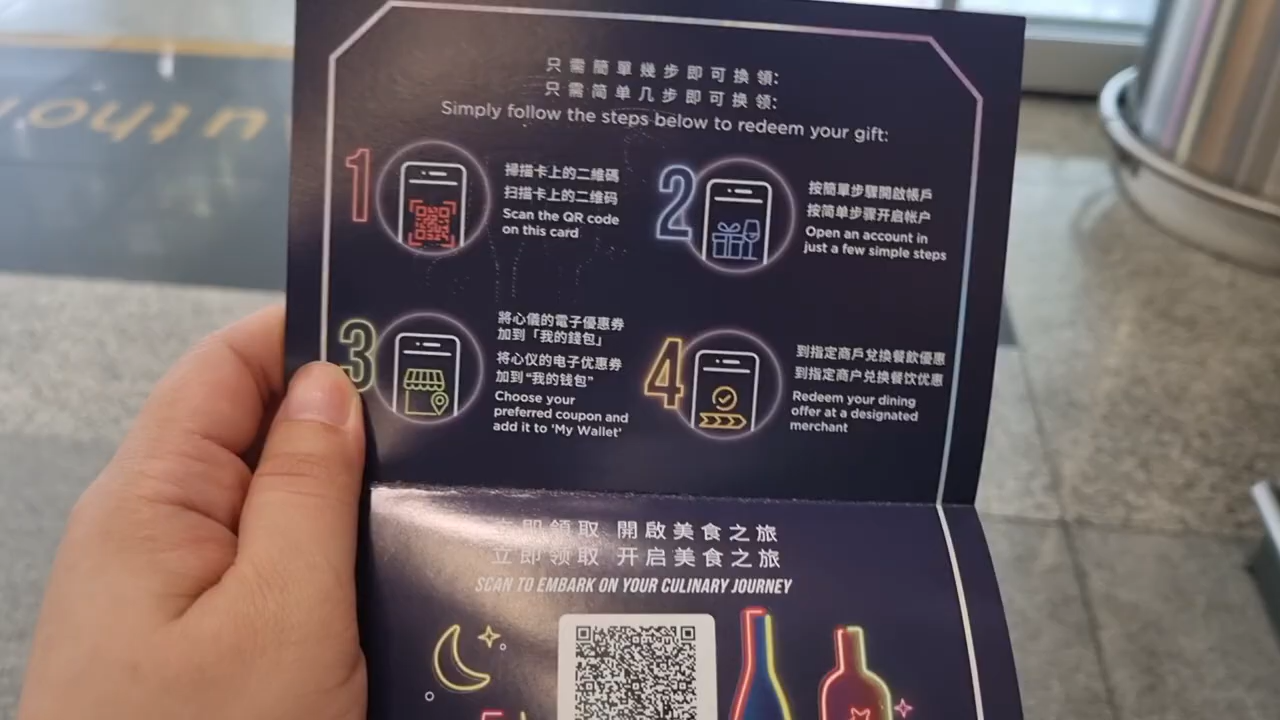 只需簡單幾步即可換領:
只需简单几步即可换领:
Simply follow the steps below to redeem your gift:
1
掃描卡上的二維碼
扫描卡上的二维码
Scan the QR code
on this card
2
按簡單步驟開啟帳戶
按简单步骤开启帐户
Open an account in
just a few simple steps
3
將心儀的電子優惠券
加到「我的錢包」
将心仪的电子优惠券
加到“我的钱包”
Choose your
preferred coupon and
add it to ‘My Wallet’
4
到指定商戶兌換餐飲優惠
到指定商户兑换餐饮优惠
Redeem your dining
offer at a designated
merchant
立即領取 開啟美食之旅
立即领取 开启美食之旅
SCAN TO EMBARK ON YOUR CULINARY JOURNEY